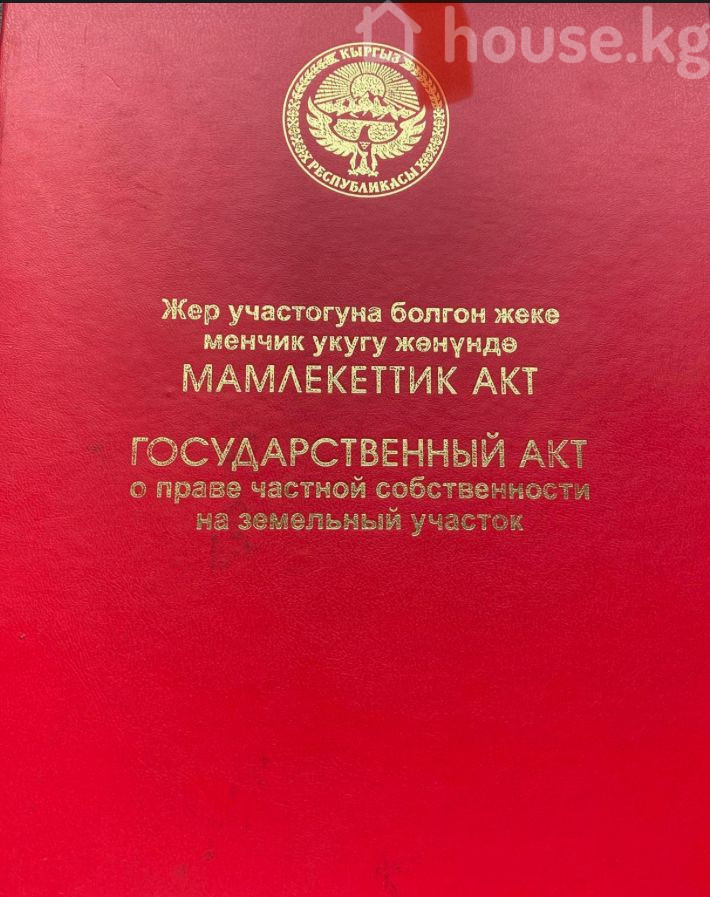 house.kg
КЫРГЫЗ
РЕСПУБЛИКАСЫ
Жер участогуна болгон жеке
менчик укугу жөнүндө
МАМЛЕКЕТТИК АКТ
ГОСУДАРСТВЕННЫЙ АКТ
о праве частной собственности
на земельный участок